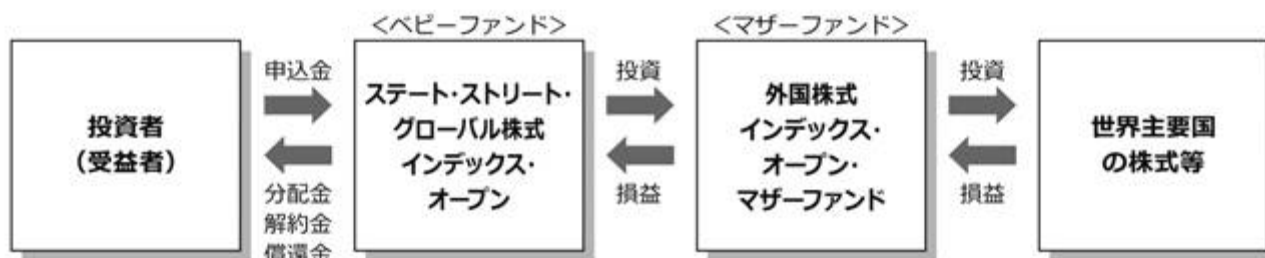 <ベビーファンド>
<マザーファンド>
投資者
(受益者)
申込金
分配金
解約金
償還金
ステート・ストリート・
グローバル株式
インデックス・
オープン
投資
損益
外国株式
インデックス・
オープン・
マザーファンド
投資
損益
世界主要国
の株式等